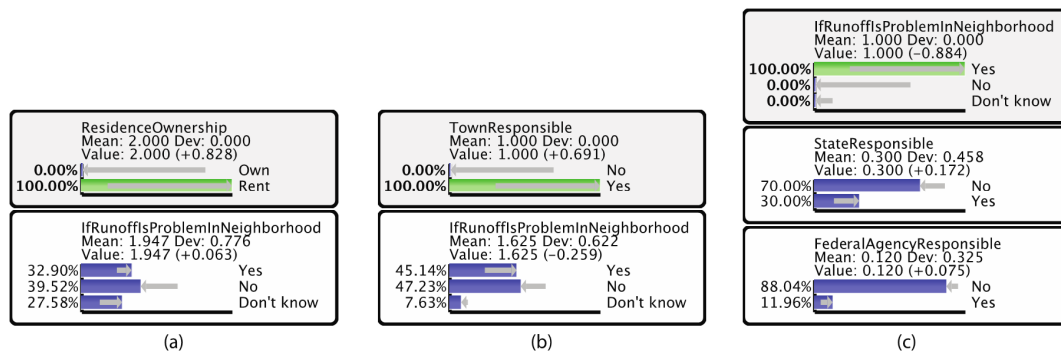 ResidenceOwnership
Mean: 2.000 Dev: 0.000
Value: 2.000 (+0.828)
0.00% Own
100.00% Rent
IfRunoffIsProblemInNeighborhood
Mean: 1.947 Dev: 0.776
Value: 1.947 (+0.063)
32.90% Yes
39.52% No
27.58% Don't know
(a)
TownResponsible
Mean: 1.000 Dev: 0.000
Value: 1.000 (+0.691)
0.00% No
100.00% Yes
IfRunoffIsProblemInNeighborhood
Mean: 1.625 Dev: 0.622
Value: 1.625 (-0.259)
45.14% Yes
47.23% No
7.63% Don't know
(b)
IfRunoffIsProblemInNeighborhood
Mean: 1.000 Dev: 0.000
Value: 1.000 (-0.884)
100.00% Yes
0.00% No
0.00% Don't know
StateResponsible
Mean: 0.300 Dev: 0.458
Value: 0.300 (+0.172)
70.00% No
30.00% Yes
FederalAgencyResponsible
Mean: 0.120 Dev: 0.325
Value: 0.120 (+0.075)
88.04% No
11.96% Yes
(c)